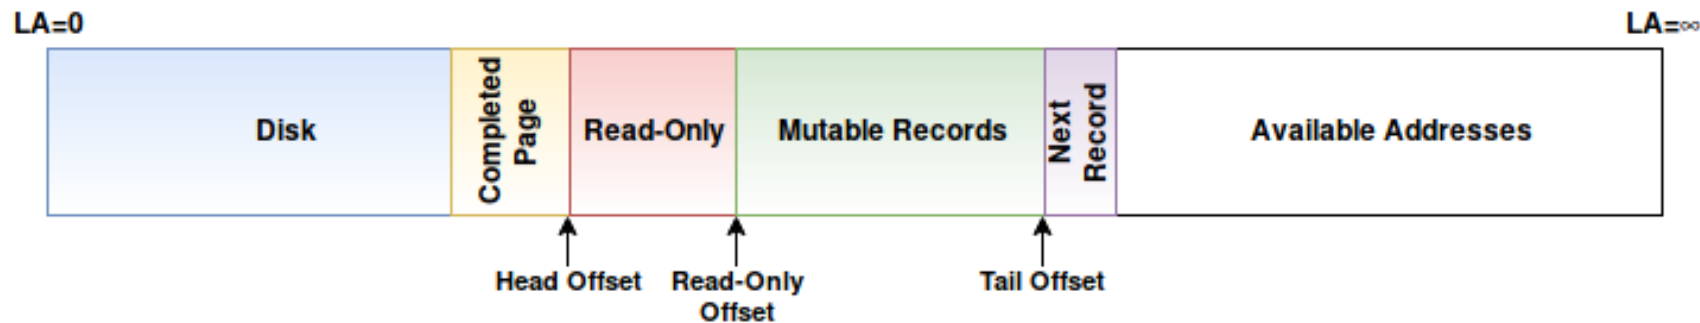 LA=0
LA=∞
Disk
Completed
Page
Read-Only
Mutable Records
Next
Record
Available Addresses
Head Offset
Read-Only
Offset
Tail Offset